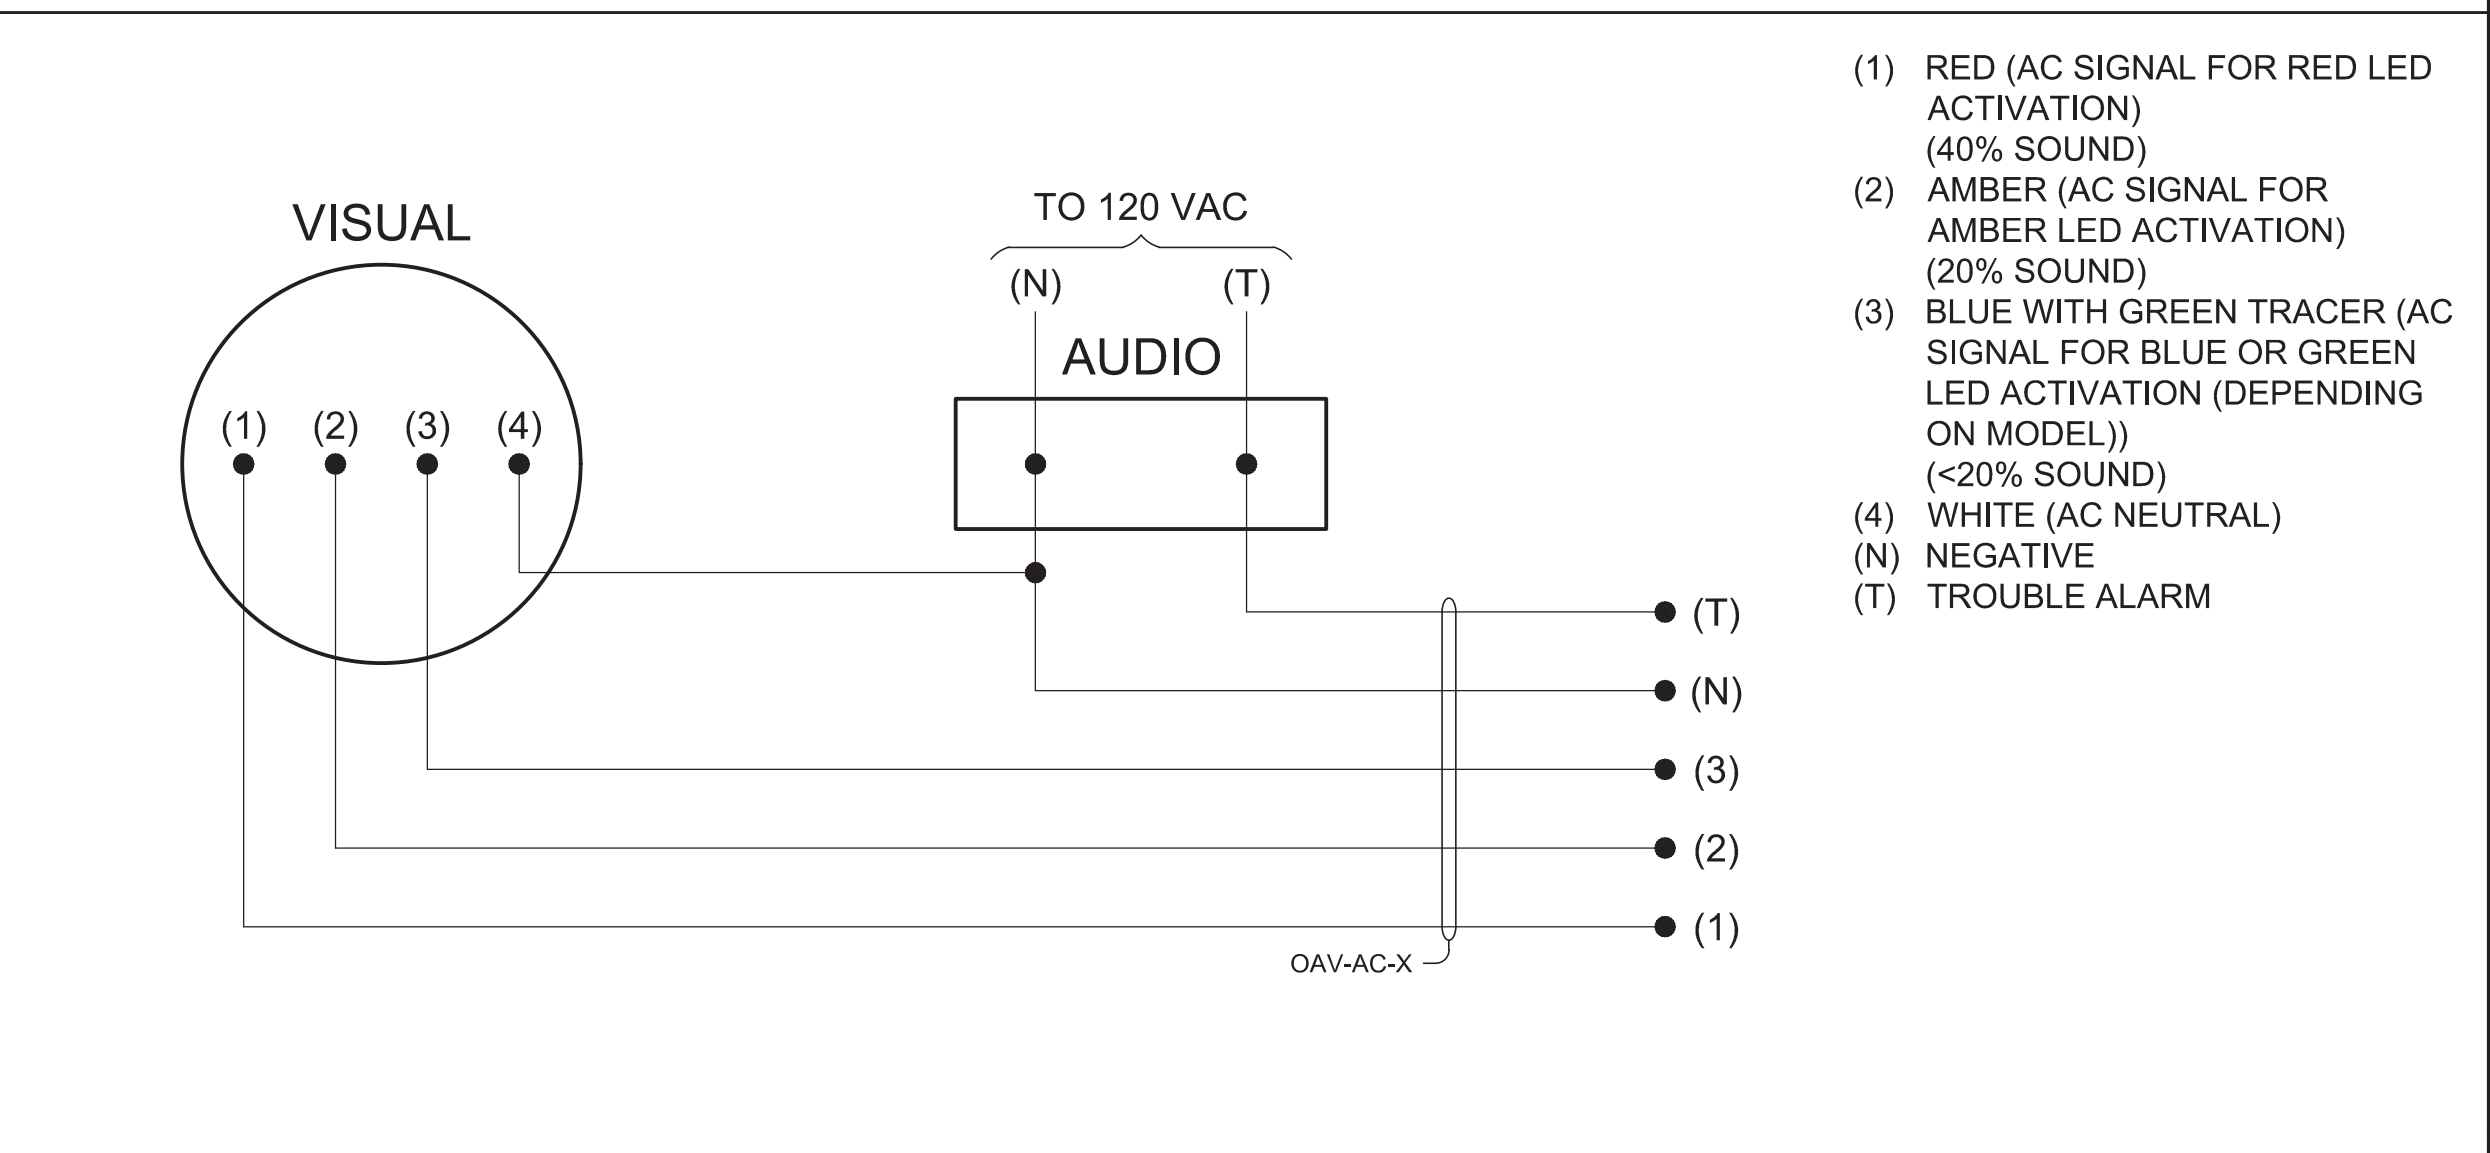 VISUAL
(1) (2) (3) (4)
TO 120 VAC
(N) (T)
AUDIO
(T)
(N)
(3)
(2)
(1)
OAV-AC-X
(1) RED (AC SIGNAL FOR RED LED
ACTIVATION)
(40% SOUND)
(2) AMBER (AC SIGNAL FOR
AMBER LED ACTIVATION)
(20% SOUND)
(3) BLUE WITH GREEN TRACER (AC
SIGNAL FOR BLUE OR GREEN
LED ACTIVATION (DEPENDING
ON MODEL))
(<20% SOUND)
(4) WHITE (AC NEUTRAL)
(N) NEGATIVE
(T) TROUBLE ALARM